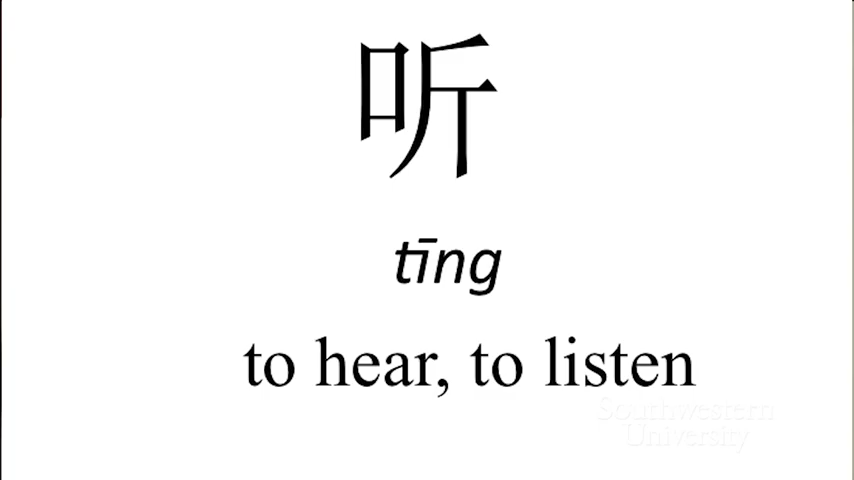 听
tīng
to hear, to listen
Southwestern
University